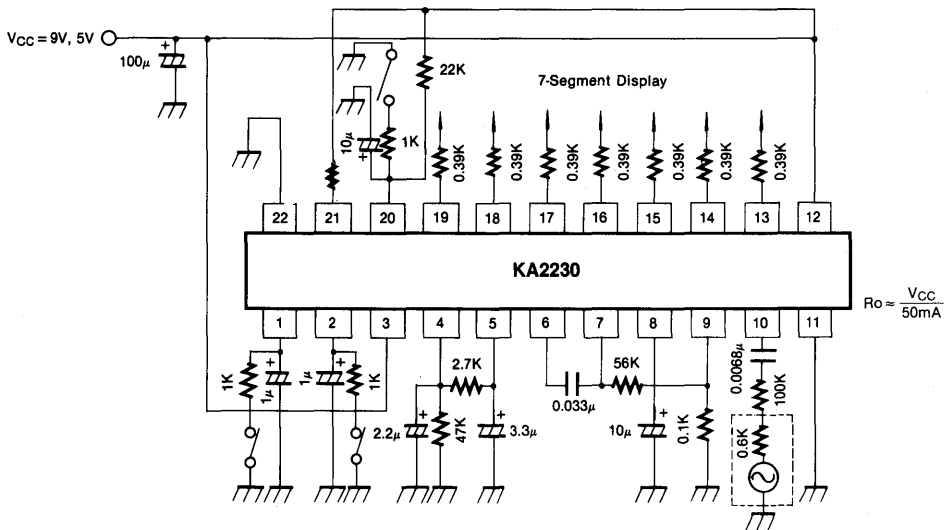 VCC = 9V, 5V
100μ
+
22K
7-Segment Display
10μ
+
1K
0.39K
0.39K
0.39K
0.39K
0.39K
0.39K
0.39K
22
21
20
19
18
17
16
15
14
13
12
KA2230
Ro ≈ VCC
50mA
1
2
3
4
5
6
7
8
9
10
11
1K
+
1μ
1μ
+
1K
2.7K
+
2.2μ
47K
+
3.3μ
0.033μ
56K
10μ
+
0.1K
0.0068μ
100K
0.6K